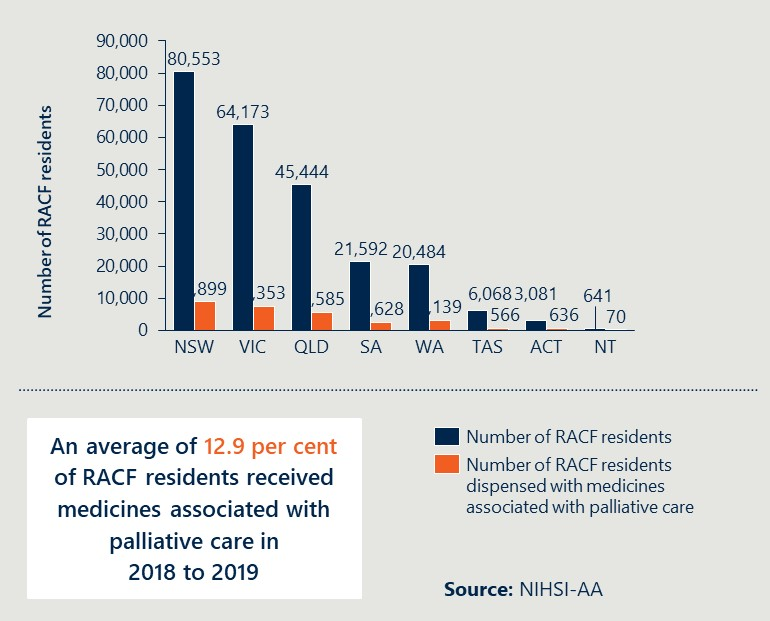 90,000
80,000
70,000
60,000
50,000
40,000
30,000
20,000
10,000
0
Number of RACF residents
80,553
,899
64,173
,353
45,444
,585
21,592
,628
20,484
,139
6,068
566
3,081
636
641
70
NSW VIC QLD SA WA TAS ACT NT
An average of 12.9 per cent
of RACF residents received
medicines associated with
palliative care in
2018 to 2019
Number of RACF residents
Number of RACF residents
dispensed with medicines
associated with palliative care
Source: NIHSI-AA